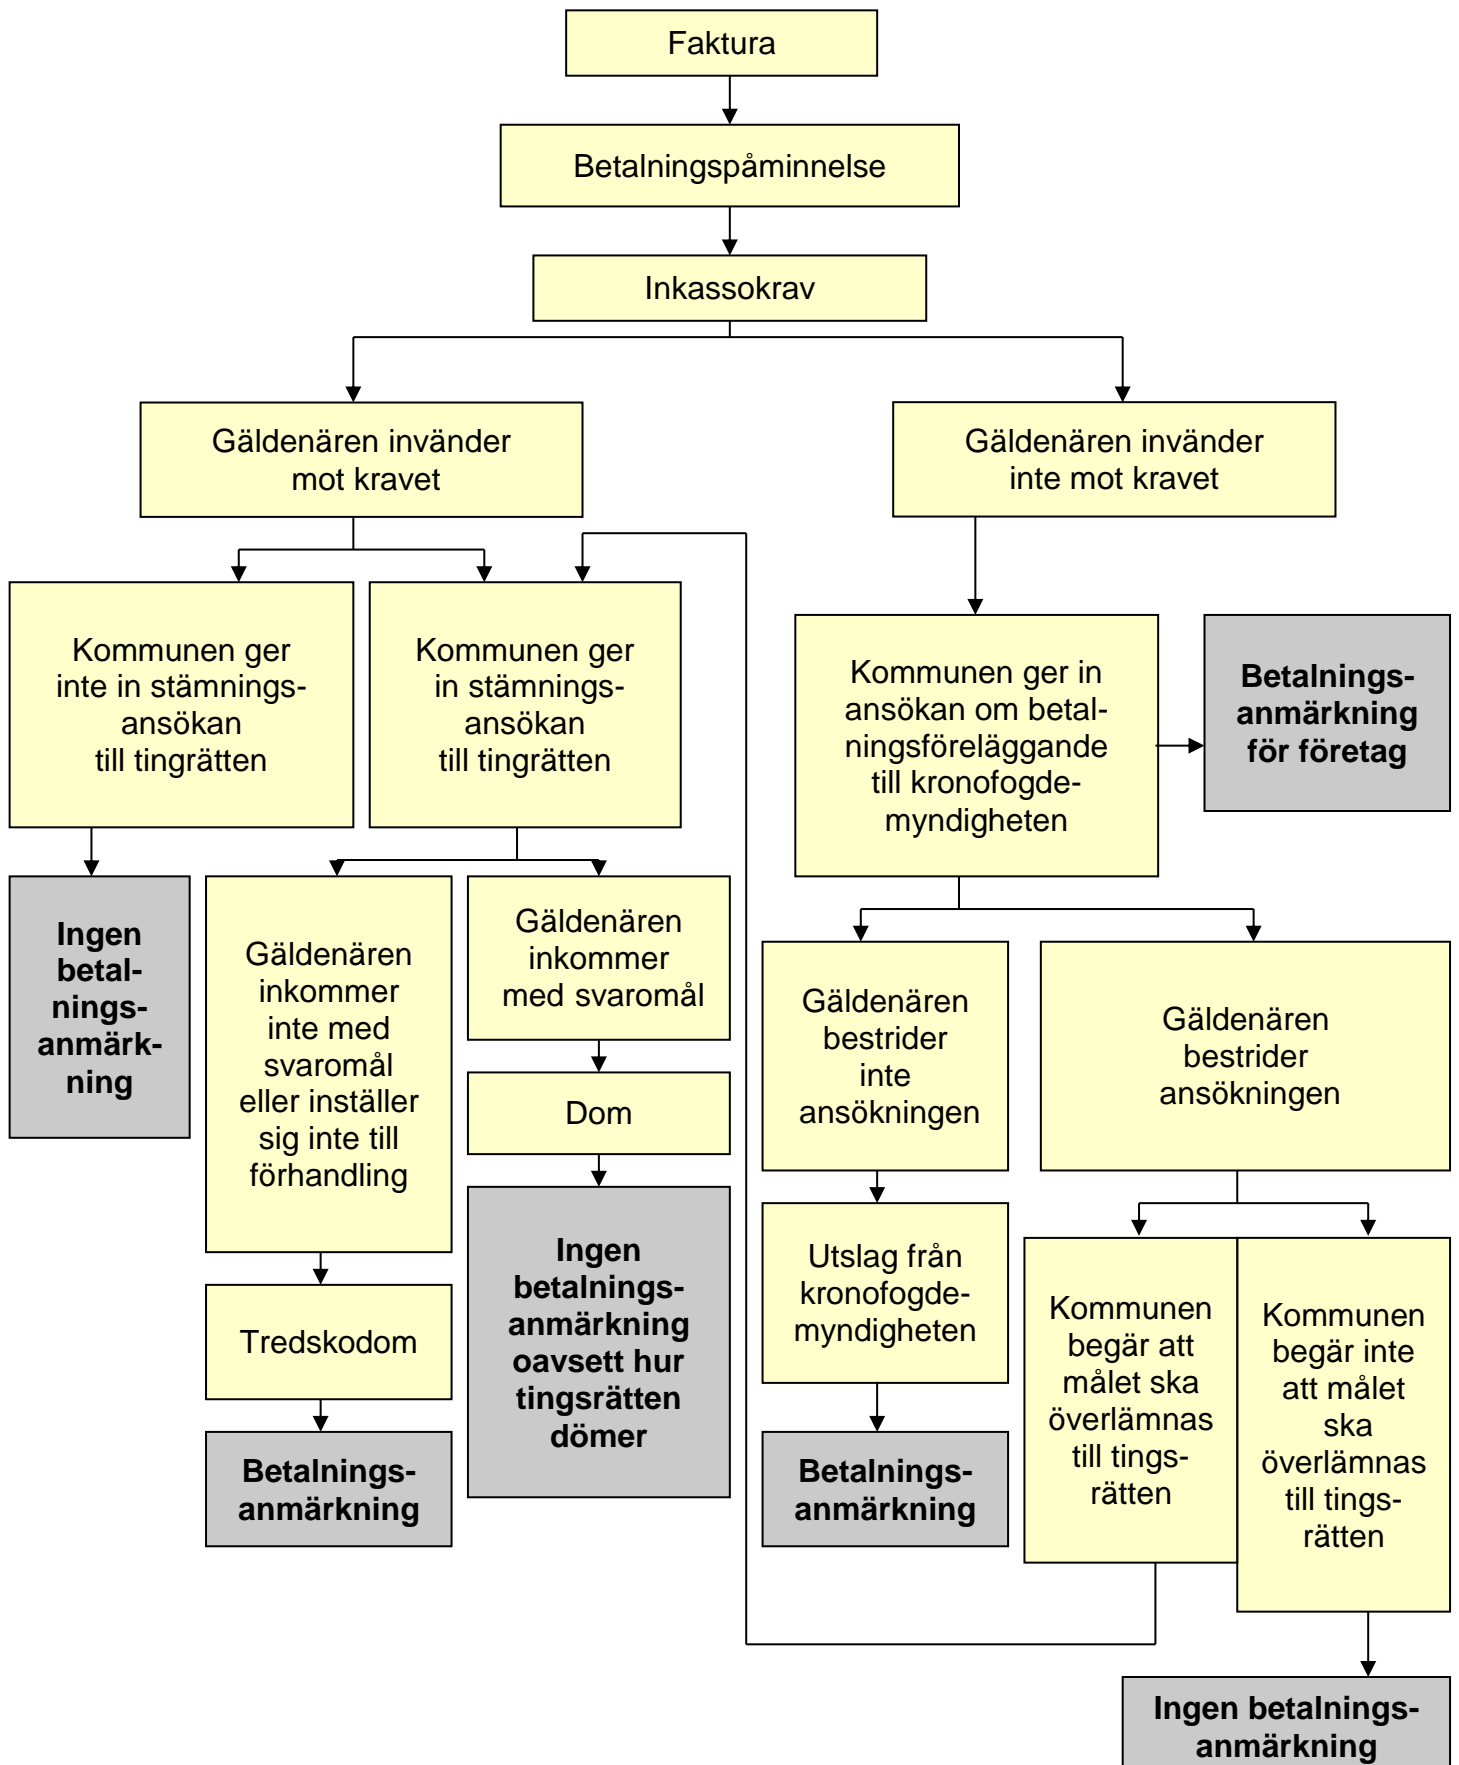 Faktura
Betalningspåminnelse
Inkassokrav
Gäldenären invänder
mot kravet
Gäldenären invänder
inte mot kravet
Kommunen ger
inte in stämnings-
ansökan
till tingrätten
Kommunen ger
in stämnings-
ansökan
till tingrätten
Kommunen ger in
ansökan om betal-
ningsföreläggande
till kronofogde-
myndigheten
Betalnings-
anmärkning
för företag
Ingen
betal-
nings-
anmärk-
ning
Gäldenären
inkommer
inte med
svaromål
eller inställer
sig inte till
förhandling
Gäldenären
inkommer
med svaromål
Dom
Ingen
betalnings-
anmärkning
oavsett hur
tingsrätten
dömer
Tredskodom
Betalnings-
anmärkning
Gäldenären
bestrider
inte
ansökningen
Gäldenären
bestrider
ansökningen
Utslag från
kronofogde-
myndigheten
Betalnings-
anmärkning
Kommunen
begär att
målet ska
överlämnas
till tings-
rätten
Kommunen
begär inte
att målet
ska
överlämnas
till tings-
rätten
Ingen betalnings-
anmärkning